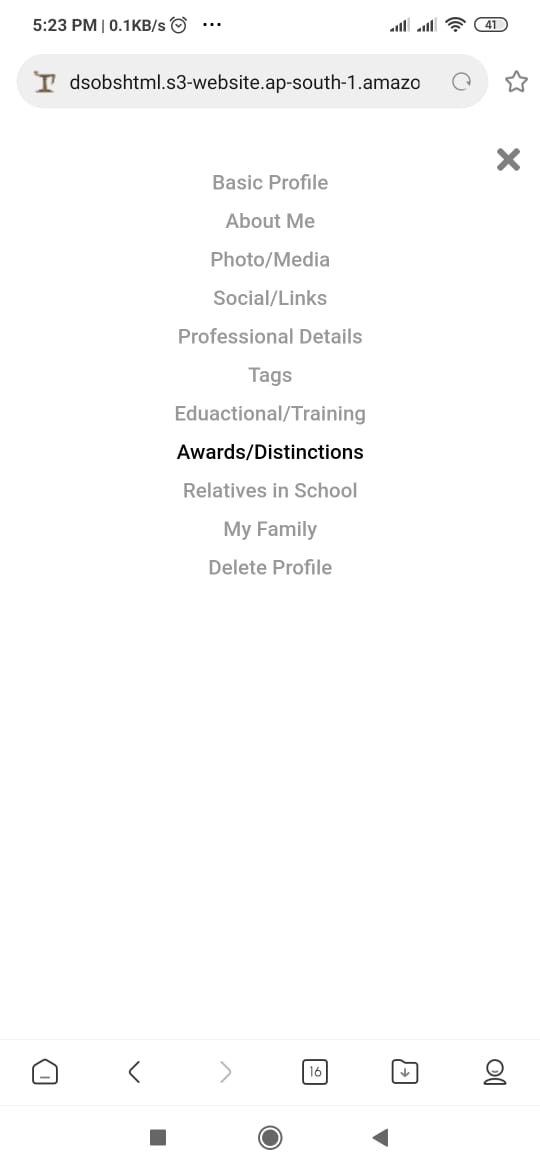 5:23 PM | 0.1KB/s ...
41
dsobshtml.s3-website.ap-south-1.amazo
Basic Profile
About Me
Photo/Media
Social/Links
Professional Details
Tags
Eduactional/Training
Awards/Distinctions
Relatives in School
My Family
Delete Profile
16